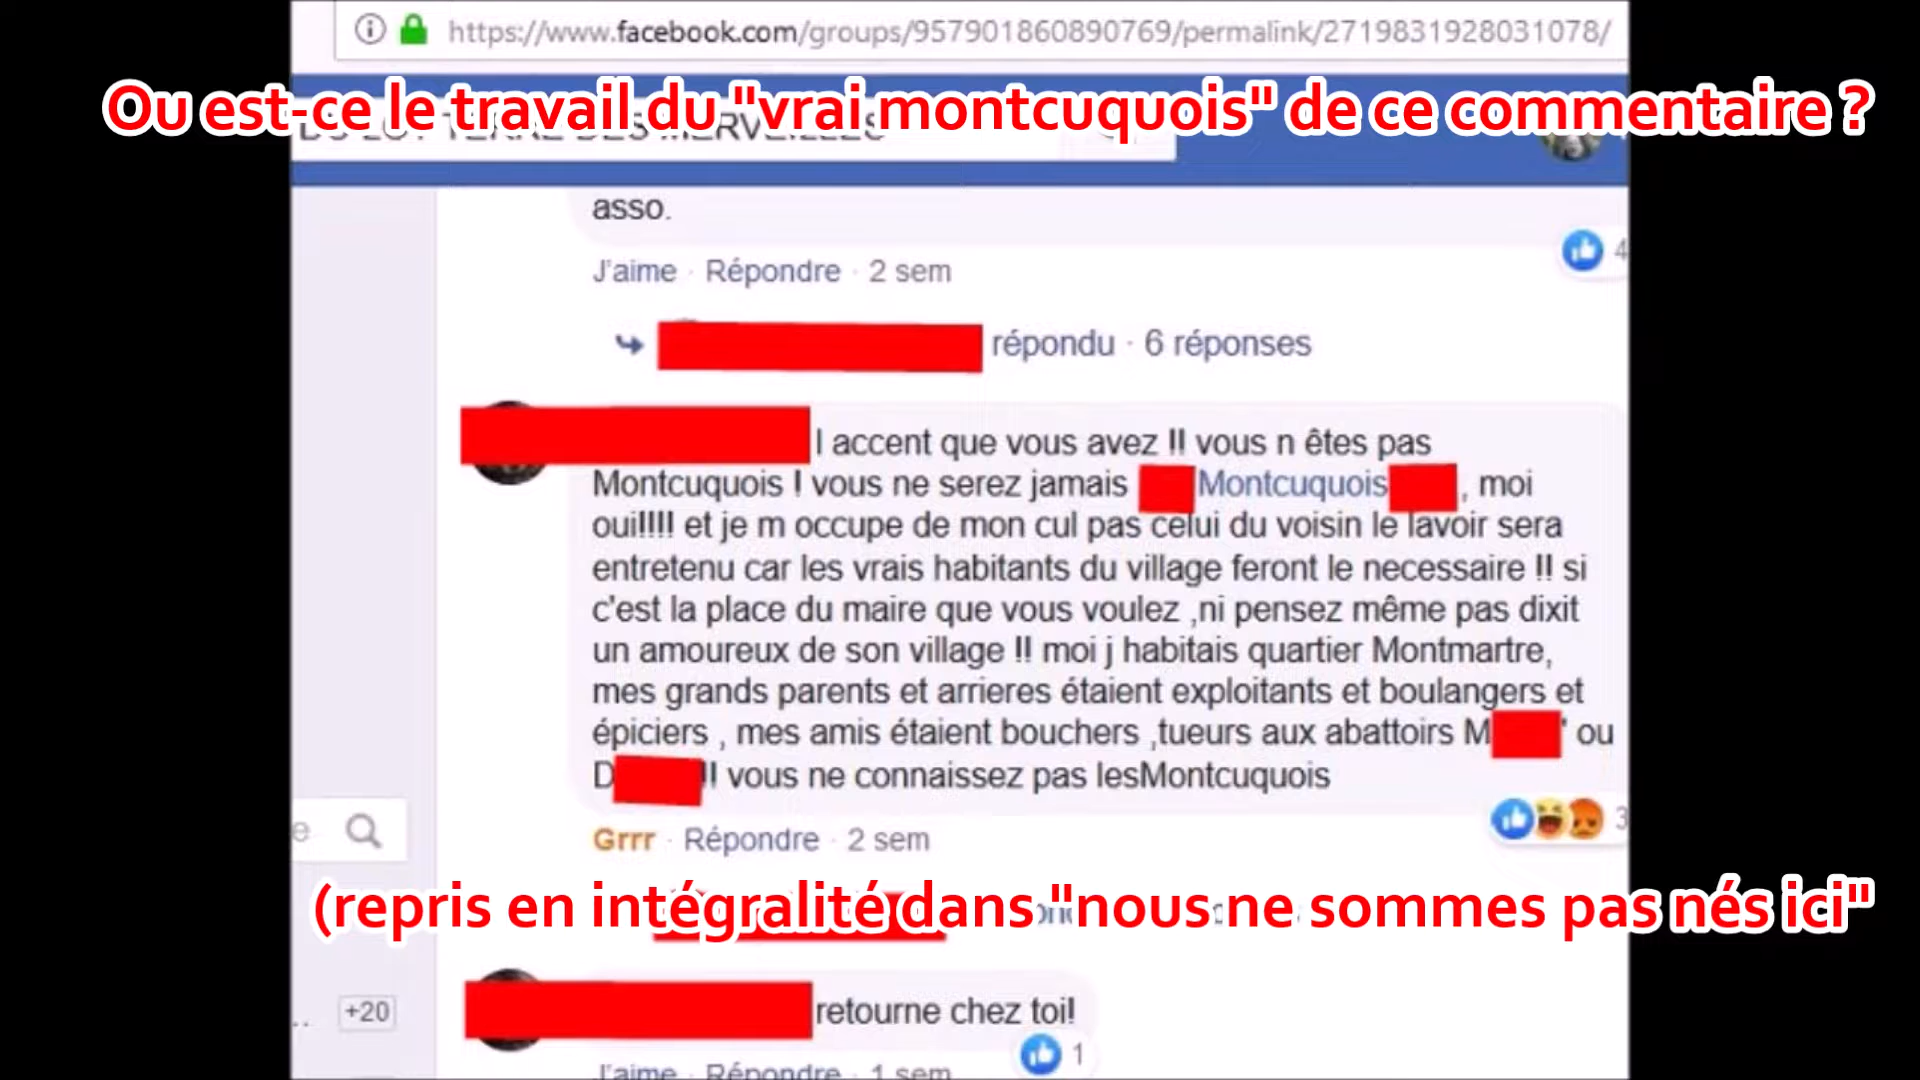 https://www.facebook.com/groups/957901860890769/permalink/2719831928031078/
Ou est-ce le travail du "vrai montcuquois" de ce commentaire ?
asso.
4
J'aime · Répondre · 2 sem
répondu · 6 réponses
l accent que vous avez !! vous n êtes pas
Montcuquois ! vous ne serez jamais Montcuquois , moi
oui!!!! et je m occupe de mon cul pas celui du voisin le lavoir sera
entretenu car les vrais habitants du village feront le necessaire !! si
c'est la place du maire que vous voulez ,ni pensez même pas dixit
un amoureux de son village !! moi j habitais quartier Montmartre,
mes grands parents et arrieres étaient exploitants et boulangers et
épiciers , mes amis étaient bouchers ,tueurs aux abattoirs M ' ou
D !! vous ne connaissez pas lesMontcuquois
3
Grrr · Répondre · 2 sem
(repris en intégralité dans "nous ne sommes pas nés ici"
+20
retourne chez toi!
1
J'aime · Répondre · 1 sem